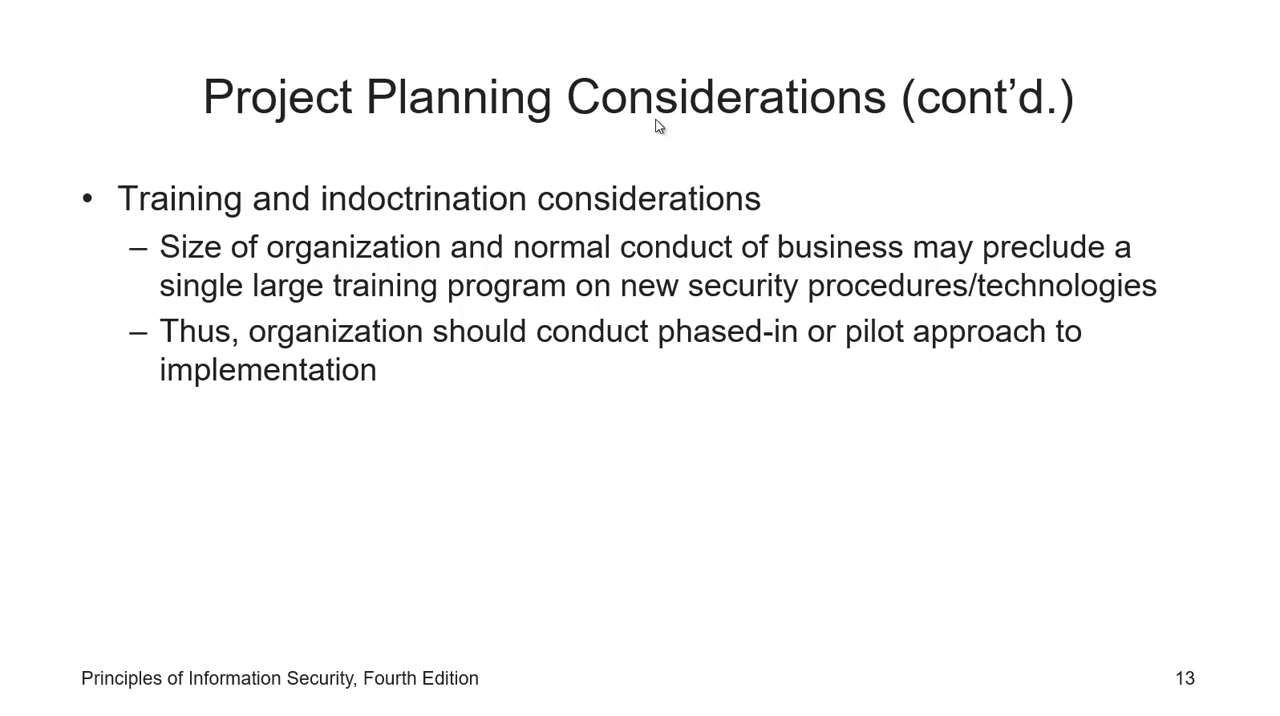 Project Planning Considerations (cont’d.)
• Training and indoctrination considerations
– Size of organization and normal conduct of business may preclude a
single large training program on new security procedures/technologies
– Thus, organization should conduct phased-in or pilot approach to
implementation
Principles of Information Security, Fourth Edition
13